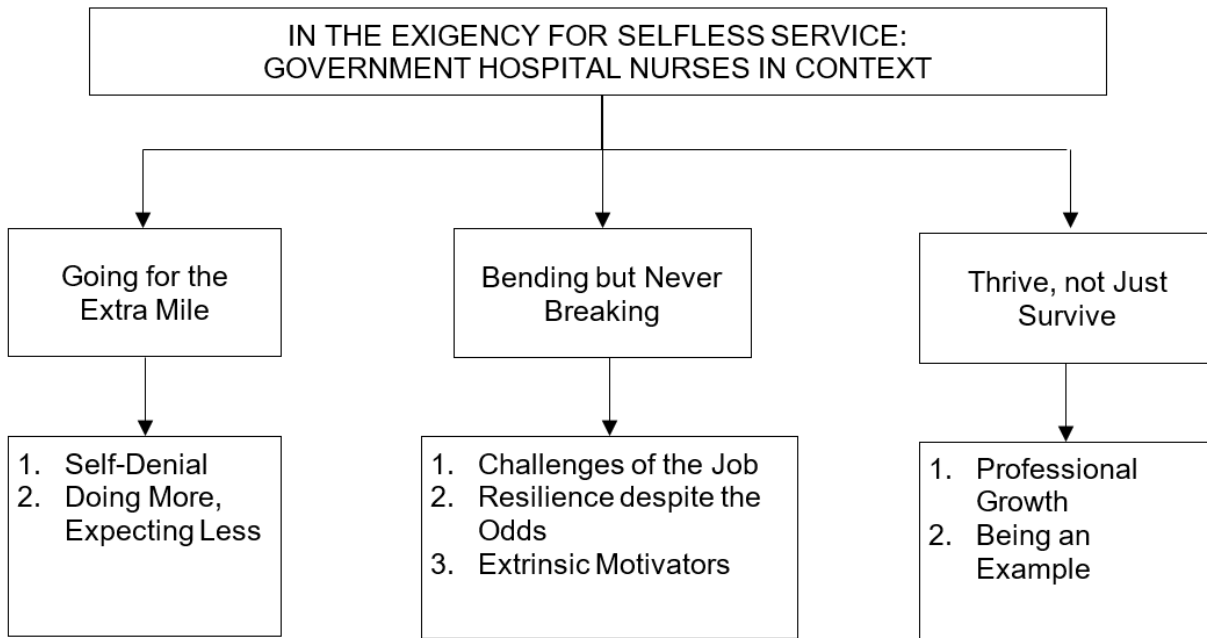 IN THE EXIGENCY FOR SELFLESS SERVICE:
GOVERNMENT HOSPITAL NURSES IN CONTEXT
Going for the
Extra Mile
Bending but Never
Breaking
Thrive, not Just
Survive
1. Self-Denial
2. Doing More,
Expecting Less
1. Challenges of the Job
2. Resilience despite the
Odds
3. Extrinsic Motivators
1. Professional
Growth
2. Being an
Example